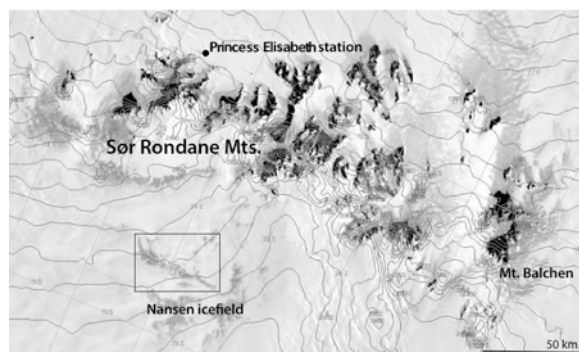 Princess Elisabeth station
Sør Rondane Mts.
Mt. Balchen
Nansen icefield
50 km